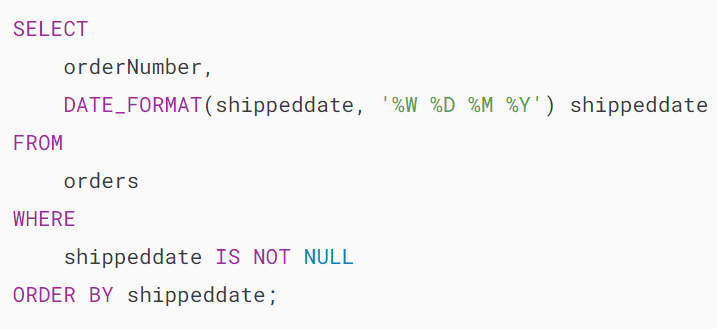 SELECT
    orderNumber,
    DATE_FORMAT(shippeddate, '%W %D %M %Y') shippeddate
FROM
    orders
WHERE
    shippeddate IS NOT NULL
ORDER BY shippeddate;